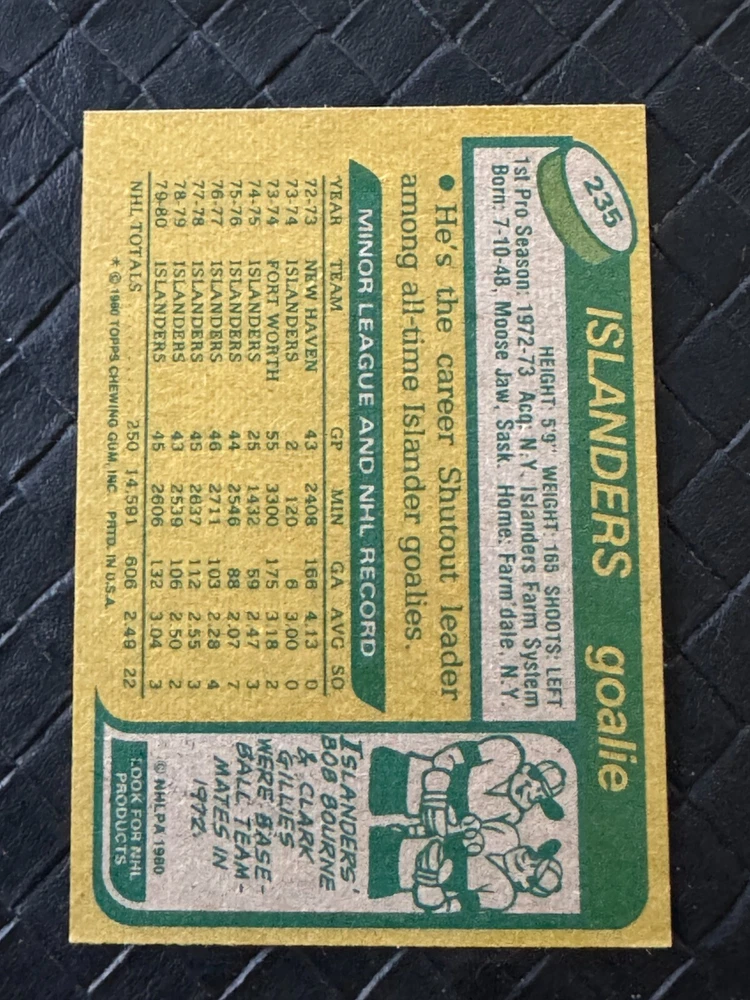 235
ISLANDERS goalie
HEIGHT: 5'9" WEIGHT: 165 SHOOTS: LEFT
1st Pro Season: 1972-73 Acq: N.Y. Islanders Farm System
Born: 7-10-48, Moose Jaw, Sask. Home: Farm'dale, N.Y.
• He's the career Shutout leader
among all-time Islander goalies.
MINOR LEAGUE AND NHL RECORD
YEAR TEAM GP MIN GA AVG SO
72-73 NEW HAVEN 43 2408 166 4.13 0
73-74 ISLANDERS 2 120 6 3.00 0
73-74 FORT WORTH 55 3300 175 3.18 2
74-75 ISLANDERS 25 1432 59 2.47 3
75-76 ISLANDERS 44 2546 88 2.07 7
76-77 ISLANDERS 46 2711 103 2.28 4
77-78 ISLANDERS 45 2637 112 2.55 3
78-79 ISLANDERS 43 2539 106 2.50 2
79-80 ISLANDERS 45 2606 132 3.04 3
NHL TOTALS 250 14,591 606 2.49 22
* © 1980 TOPPS CHEWING GUM, INC. PRTD. IN U.S.A.
ISLANDERS'
BOB BOURNE
& CLARK
GILLIES
WERE BASE-
BALL TEAM-
MATES IN
1972
© NHLPA 1980
LOOK FOR NHL
PRODUCTS